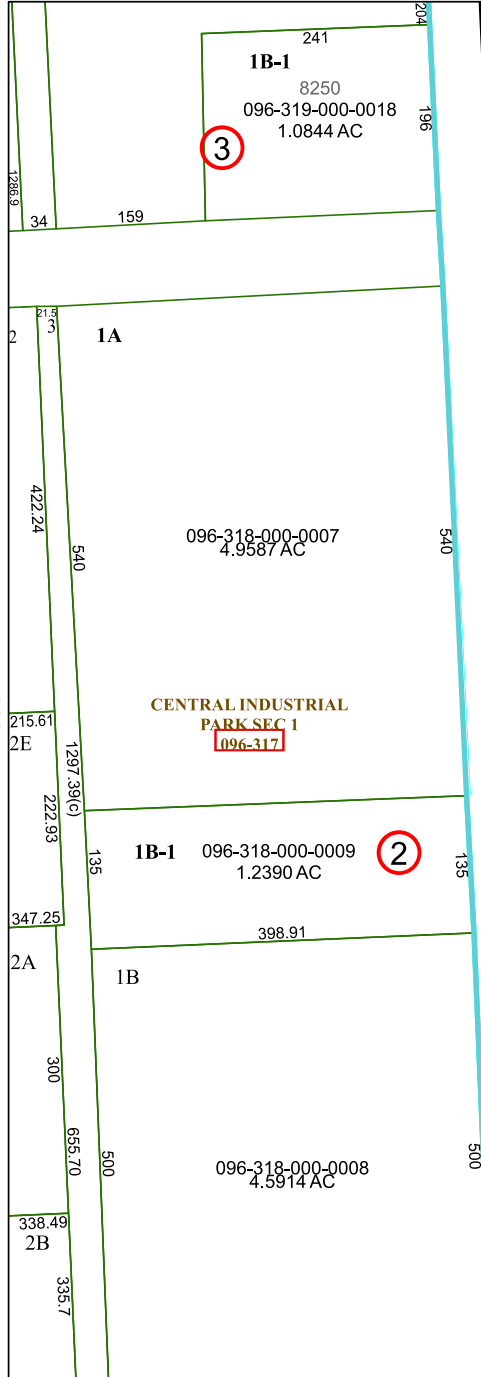 204
241
1B-1
8250
096-319-000-0018
1.0844 AC
196
3
1286.9
34
159
21.5
2
3
1A
422.24
540
096-318-000-0007
4.9587 AC
540
CENTRAL INDUSTRIAL
PARK SEC 1
096-317
215.61
2E
1297.39(c)
222.93
135
1B-1
096-318-000-0009
1.2390 AC
2
135
347.25
398.91
2A
1B
300
655.70
500
096-318-000-0008
4.5914 AC
500
338.49
2B
335.7